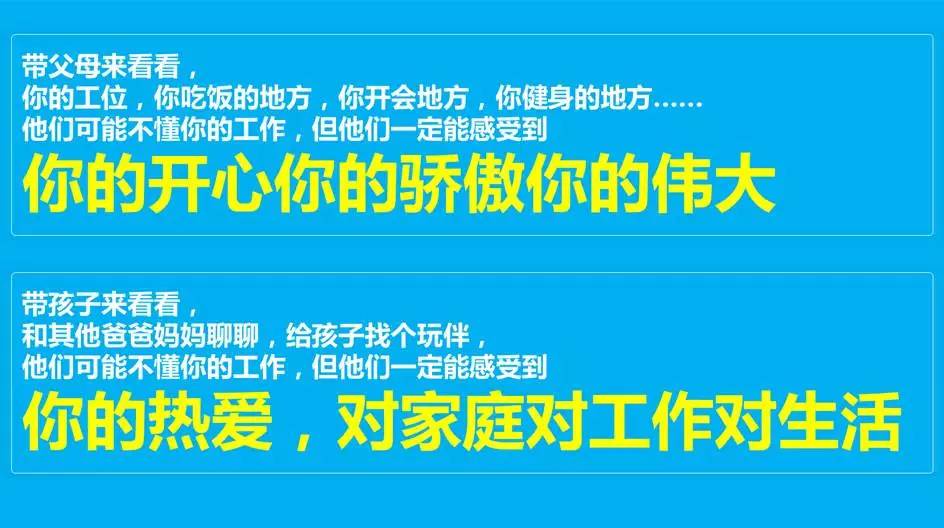 带父母来看看，
你的工位，你吃饭的地方，你开会地方，你健身的地方......
他们可能不懂你的工作，但他们一定能感受到
你的开心你的骄傲你的伟大
带孩子来看看，
和其他爸爸妈妈聊聊，给孩子找个玩伴，
他们可能不懂你的工作，但他们一定能感受到
你的热爱，对家庭对工作对生活